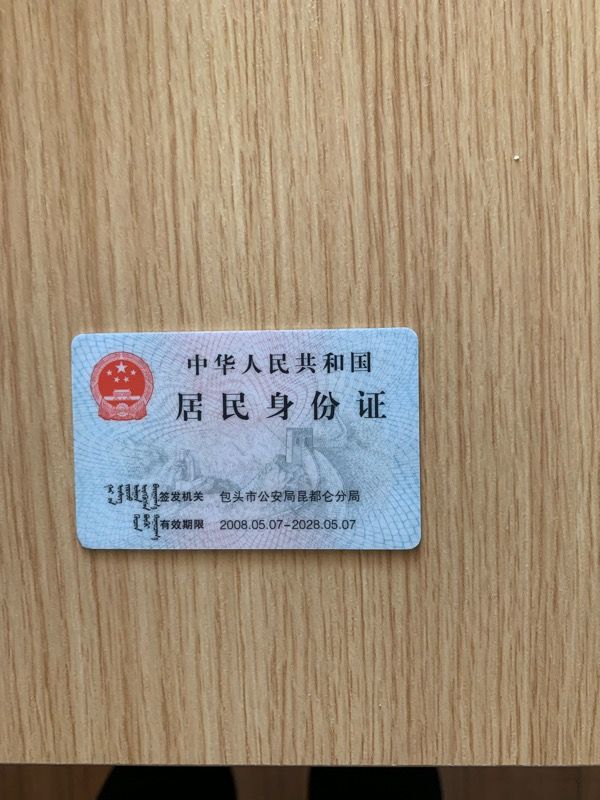 中华人民共和国
居民身份证
签发机关 包头市公安局昆都仑分局
有效期限 2008.05.07-2028.05.07